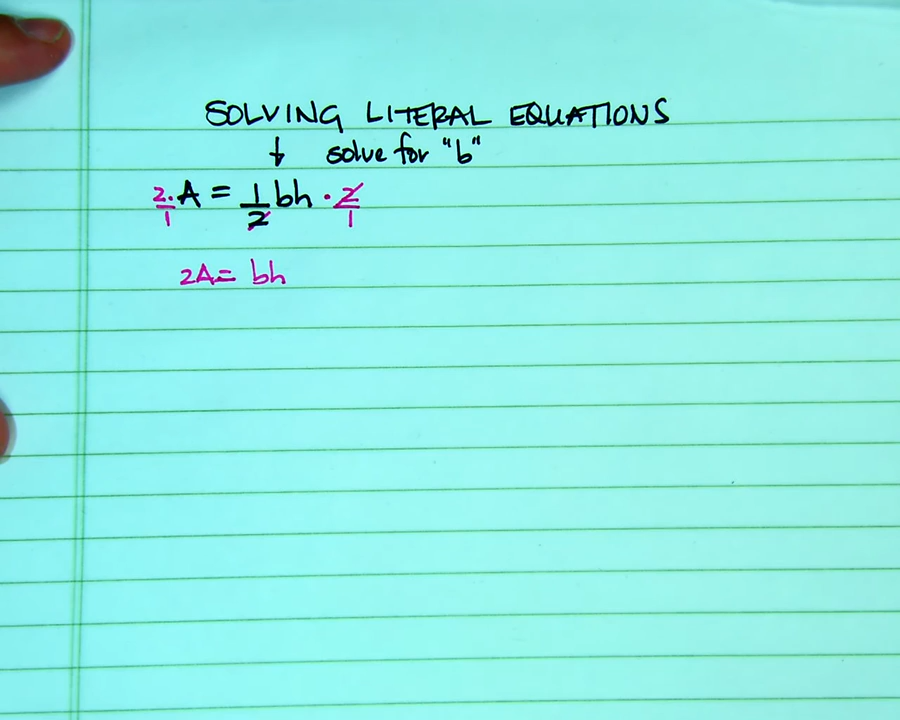 SOLVING LITERAL EQUATIONS
↓ solve for "b"
2/1 · A = 1/2 bh · 2/1
2A = bh